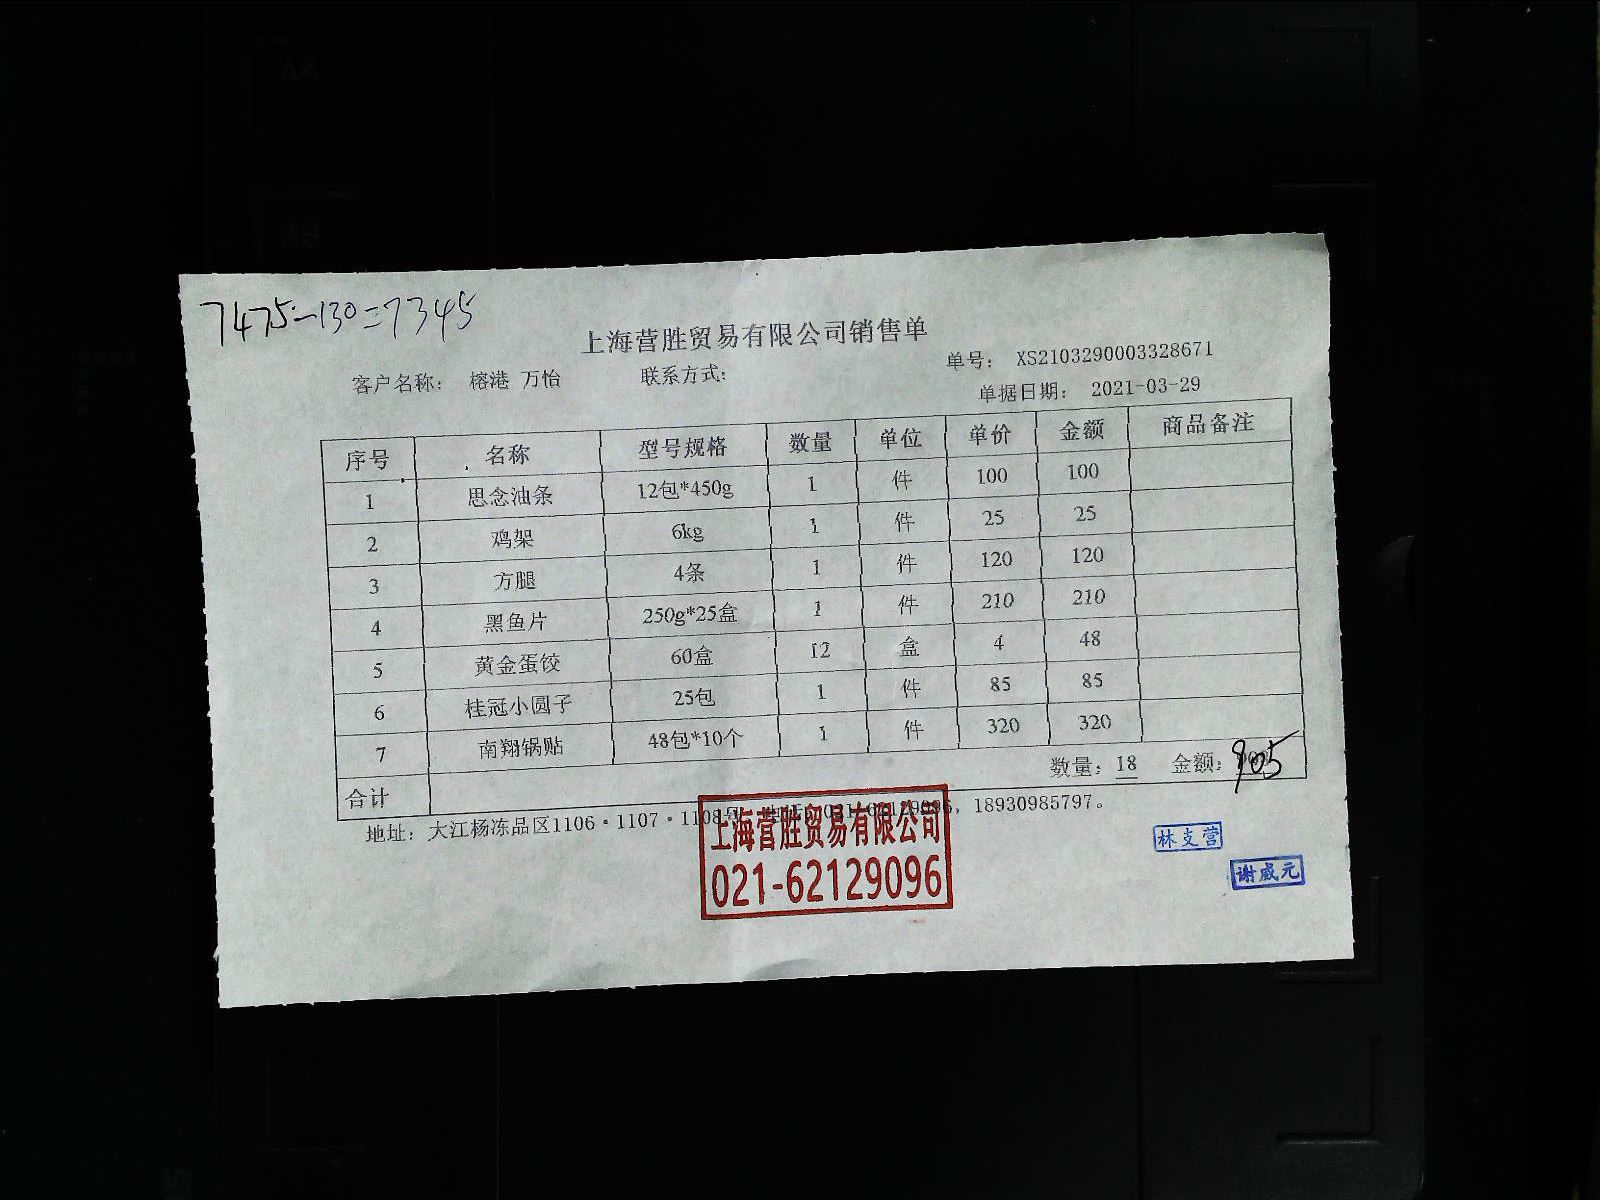 7475-130=7345
上海营胜贸易有限公司销售单
客户名称： 榕港 万怡 联系方式： 单号： XS2103290003328671
单据日期： 2021-03-29
序号 名称 型号规格 数量 单位 单价 金额 商品备注
1 思念油条 12包*450g 1 件 100 100
2 鸡架 6kg 1 件 25 25
3 方腿 4条 1 件 120 120
4 黑鱼片 250g*25盒 1 件 210 210
5 黄金蛋饺 60盒 12 盒 4 48
6 桂冠小圆子 25包 1 件 85 85
7 南翔锅贴 48包*10个 1 件 320 320
合计 数量：18 金额：905
地址：大江杨冻品区1106·1107·1108号 电话：021-62129096，18930985797。
上海营胜贸易有限公司
021-62129096
林支营
谢威元